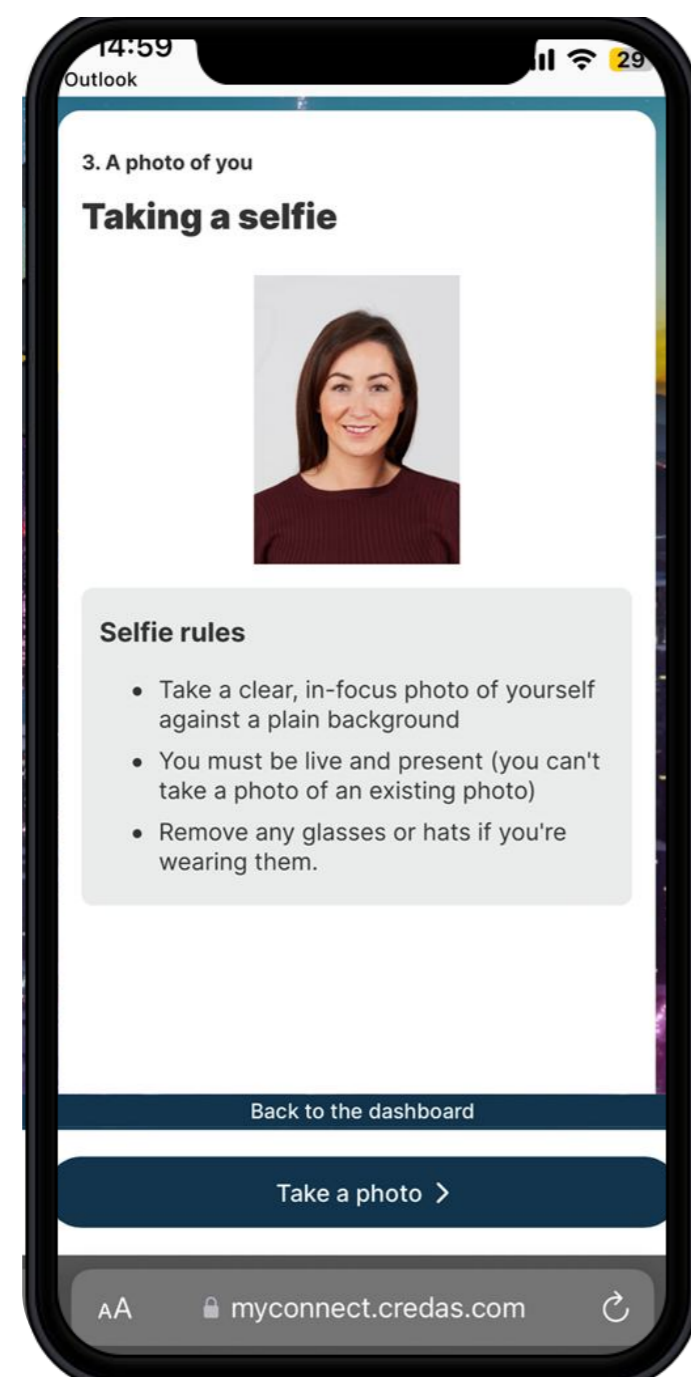 14:59
29
Outlook
3. A photo of you
Taking a selfie
Selfie rules
• Take a clear, in-focus photo of yourself
against a plain background
• You must be live and present (you can't
take a photo of an existing photo)
• Remove any glasses or hats if you're
wearing them.
Back to the dashboard
Take a photo >
AA myconnect.credas.com